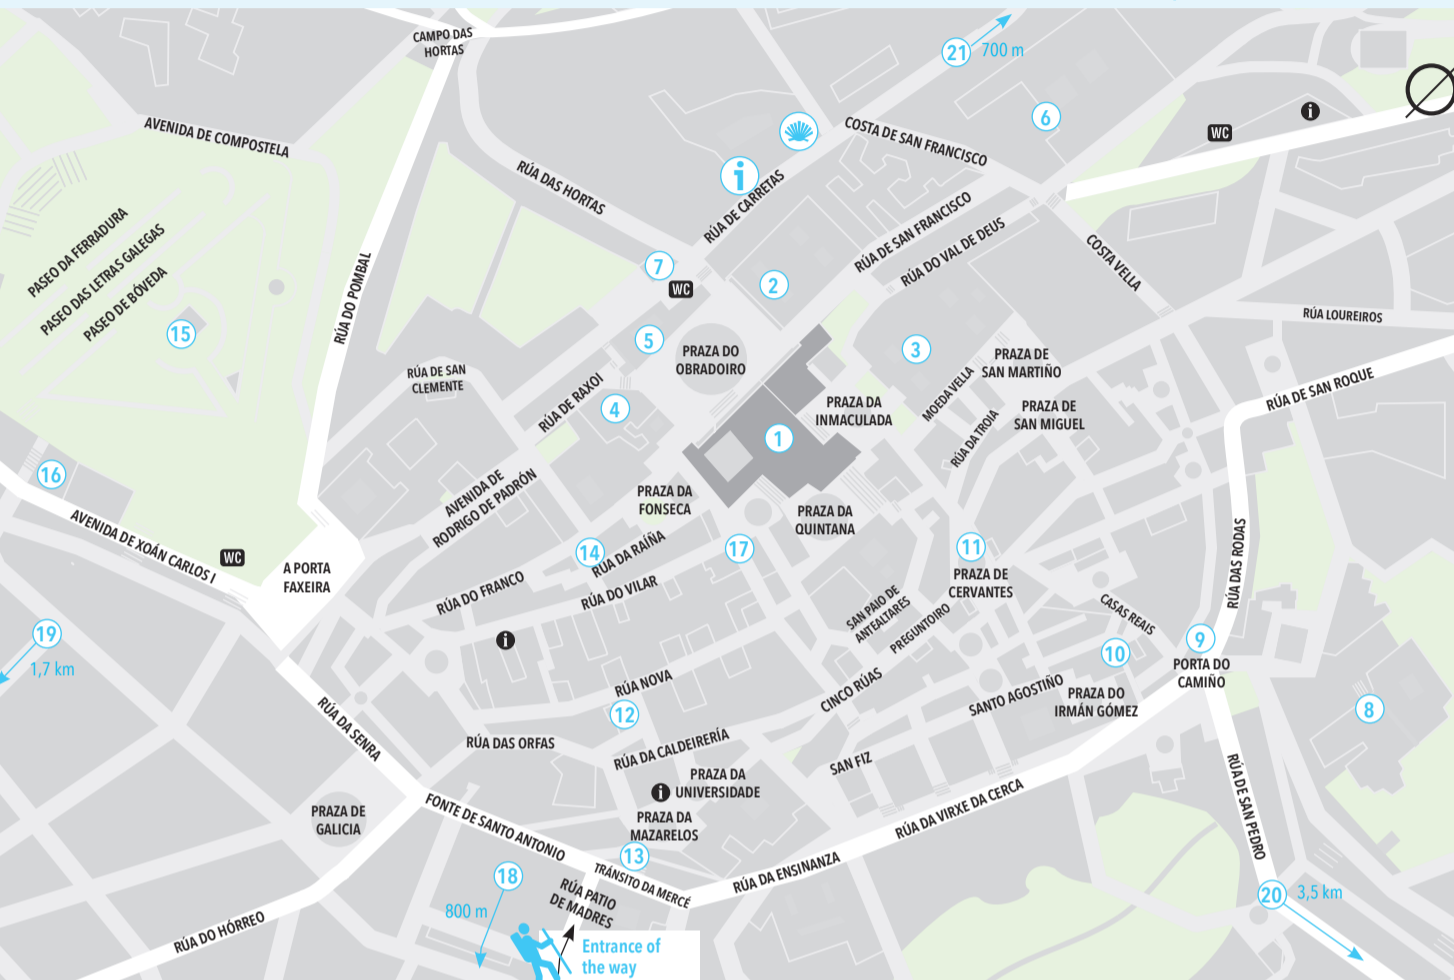 CAMPO DAS
HORTAS
21
700 m
6
i
WC
AVENIDA DE COMPOSTELA
COSTA DE SAN FRANCISCO
i
RÚA DAS HORTAS
RÚA DE CARRETAS
RÚA DE SAN FRANCISCO
RÚA DO VAL DE DEUS
COSTA VELLA
PASEO DA FERRADURA
PASEO DAS LETRAS GALEGAS
PASEO DE BÓVEDA
15
RÚA DO POMBAL
7
WC
2
5
PRAZA DO
OBRADOIRO
3
PRAZA DE
SAN MARTIÑO
RÚA LOUREIROS
RÚA DE SAN
CLEMENTE
RÚA DE RAXOI
4
PRAZA DA
INMACULADA
MOEDA VELLA
RÚA DA TROIA
PRAZA DE
SAN MIGUEL
RÚA DE SAN ROQUE
1
16
AVENIDA DE
RODRIGO DE PADRÓN
PRAZA DA
FONSECA
PRAZA DA
QUINTANA
AVENIDA DE XOÁN CARLOS I
WC
A PORTA
FAXEIRA
14
RÚA DA RAÍÑA
17
11
PRAZA DE
CERVANTES
RÚA DAS RODAS
RÚA DO FRANCO
RÚA DO VILAR
SAN PAIO DE
ANTEALTARES
PREGUNTOIRO
CASAS REAIS
19
1,7 km
i
10
9
PORTA DO
CAMIÑO
RÚA NOVA
12
CINCO RÚAS
SANTO AGOSTIÑO
PRAZA DO
IRMÁN GÓMEZ
8
RÚA DA SENRA
RÚA DAS ORFAS
RÚA DA CALDEIRERÍA
SAN FIZ
PRAZA DA
UNIVERSIDADE
i
PRAZA DE
GALICIA
FONTE DE SANTO ANTONIO
PRAZA DA
MAZARELOS
13
RÚA DA VIRXE DA CERCA
RÚA DE SAN PEDRO
TRÁNSITO DA MERCÉ
RÚA DA ENSINANZA
18
800 m
RÚA PATIO
DE MADRES
20
3,5 km
RÚA DO HÓRREO
Entrance of
the way